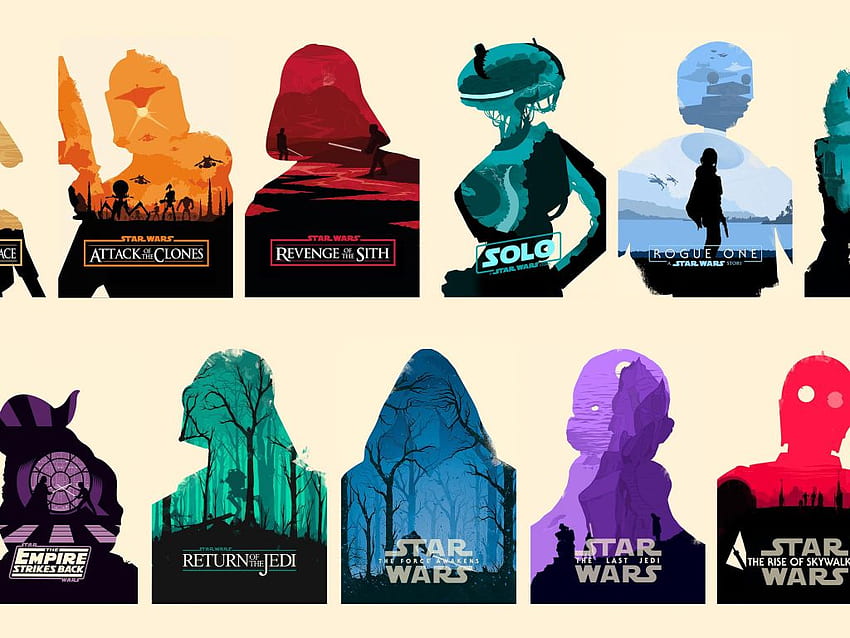 ACE
STAR WARS
ATTACK OF THE CLONES
STAR WARS
REVENGE OF THE SITH
SOLO
A STAR WARS STORY
ROGUE ONE
A STAR WARS STORY
STAR
THE
EMPIRE
STRIKES BACK
WARS
STAR WARS
RETURN OF THE JEDI
STAR
THE FORCE AWAKENS
WARS
STAR
THE LAST JEDI
WARS
STAR
THE RISE OF SKYWALK
WARS